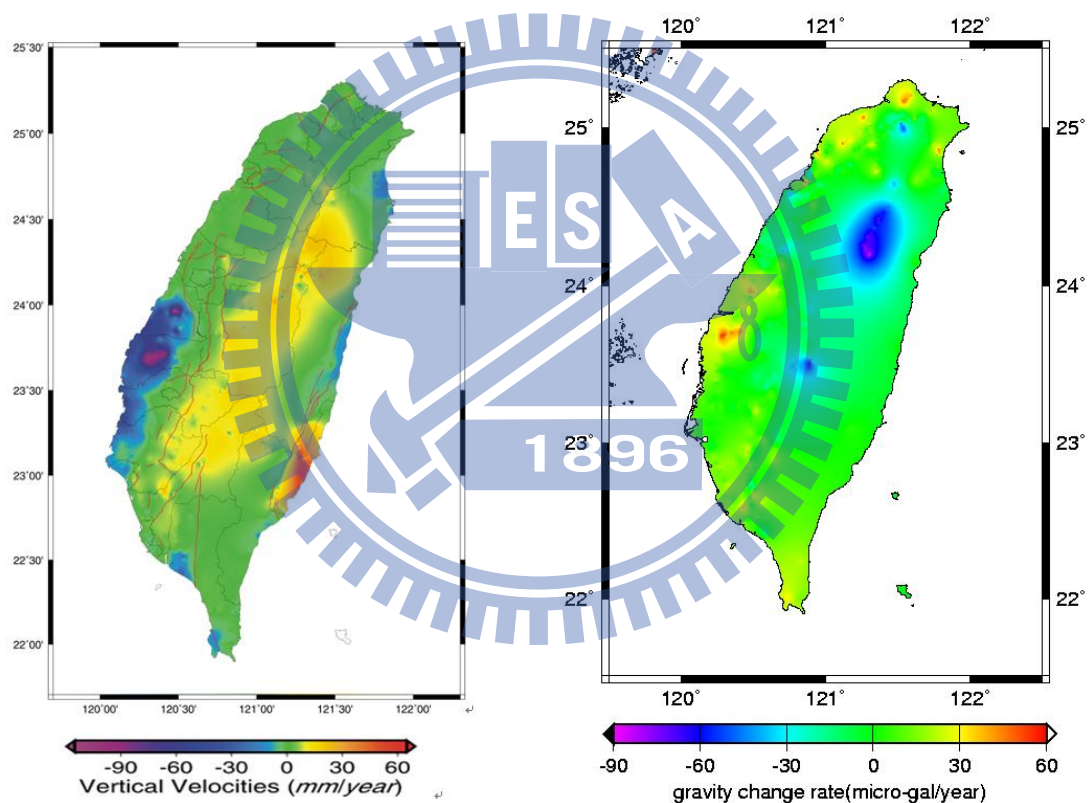 120° 121° 122°
25°30'
25°00'
24°30'
24°00'
23°30'
23°00'
22°30'
22°00'
120°00' 120°30' 121°00' 121°30' 122°00'
-90 -60 -30 0 30 60
Vertical Velocities (mm/year)
25°
24°
23°
22°
25°
24°
23°
22°
120° 121° 122°
-90 -60 -30 0 30 60
gravity change rate(micro-gal/year)
E S A
8
1896